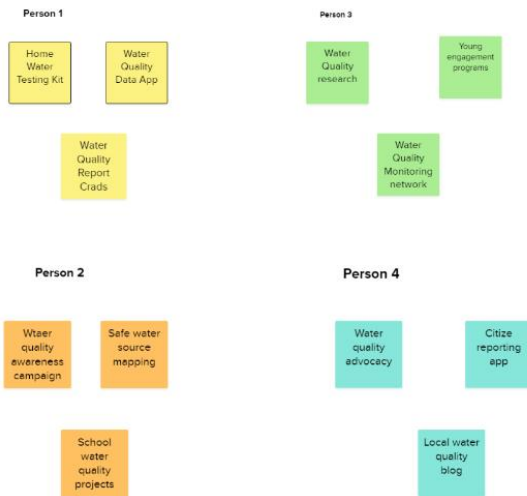 Person 1
Home
Water
Testing Kit
Water
Quality
Data App
Water
Quality
Report
Crads
Person 3
Water
Quality
research
Young
engagement
programs
Water
Quality
Monitoring
network
Person 2
Wtaer
quality
awareness
campaign
Safe water
source
mapping
School
water
quality
projects
Person 4
Water
quality
advocacy
Citize
reporting
app
Local water
quality
blog